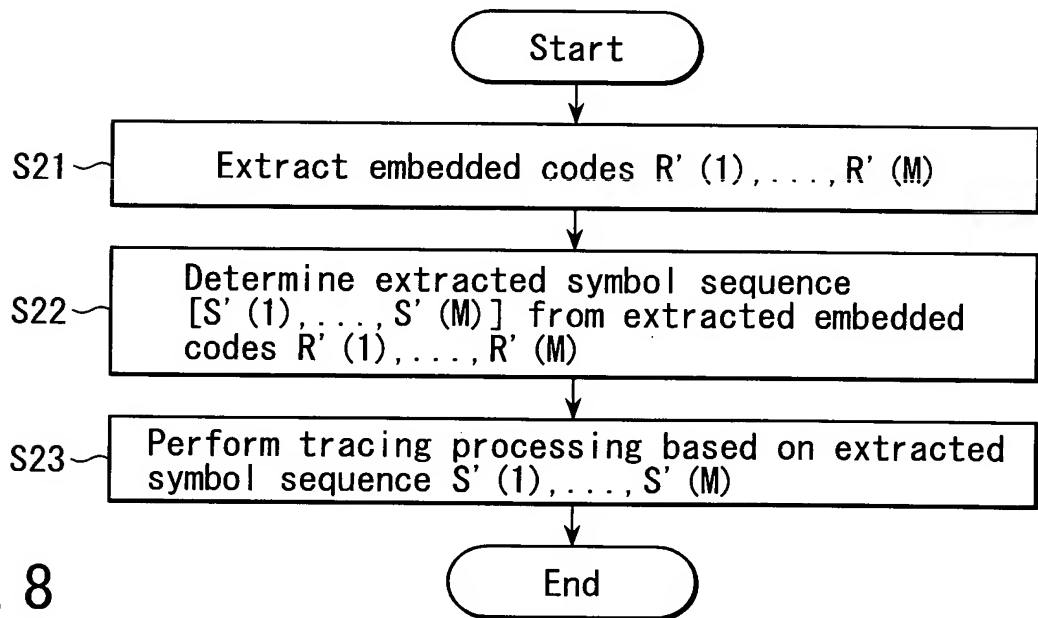 Start
S21
Extract embedded codes R'(1),...,R'(M)
S22
Determine extracted symbol sequence
[S'(1),...,S'(M)] from extracted embedded
codes R'(1),...,R'(M)
S23
Perform tracing processing based on extracted
symbol sequence S'(1),...,S'(M)
End
. 8